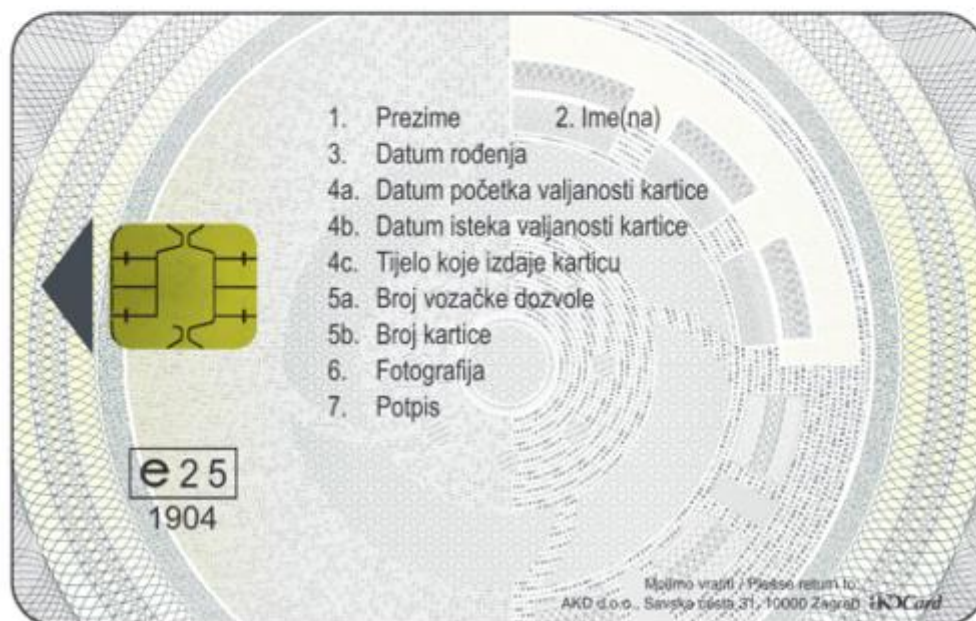 1. Prezime 2. Ime(na)
3. Datum rođenja
4a. Datum početka valjanosti kartice
4b. Datum isteka valjanosti kartice
4c. Tijelo koje izdaje karticu
5a. Broj vozačke dozvole
5b. Broj kartice
6. Fotografija
7. Potpis
e25
1904
Molimo vratiti / Please return to:
AKD d.o.o., Savska cesta 31, 10000 Zagreb AKDCard